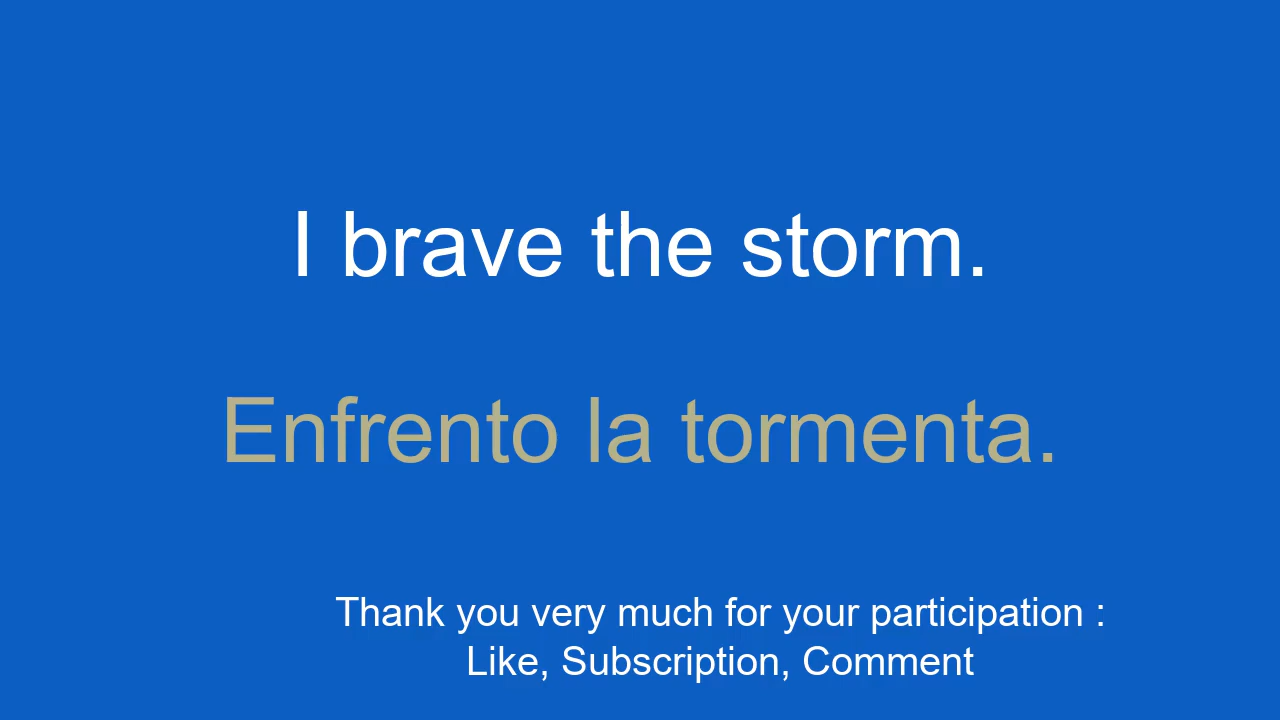 I brave the storm.
Enfrento la tormenta.
Thank you very much for your participation :
Like, Subscription, Comment